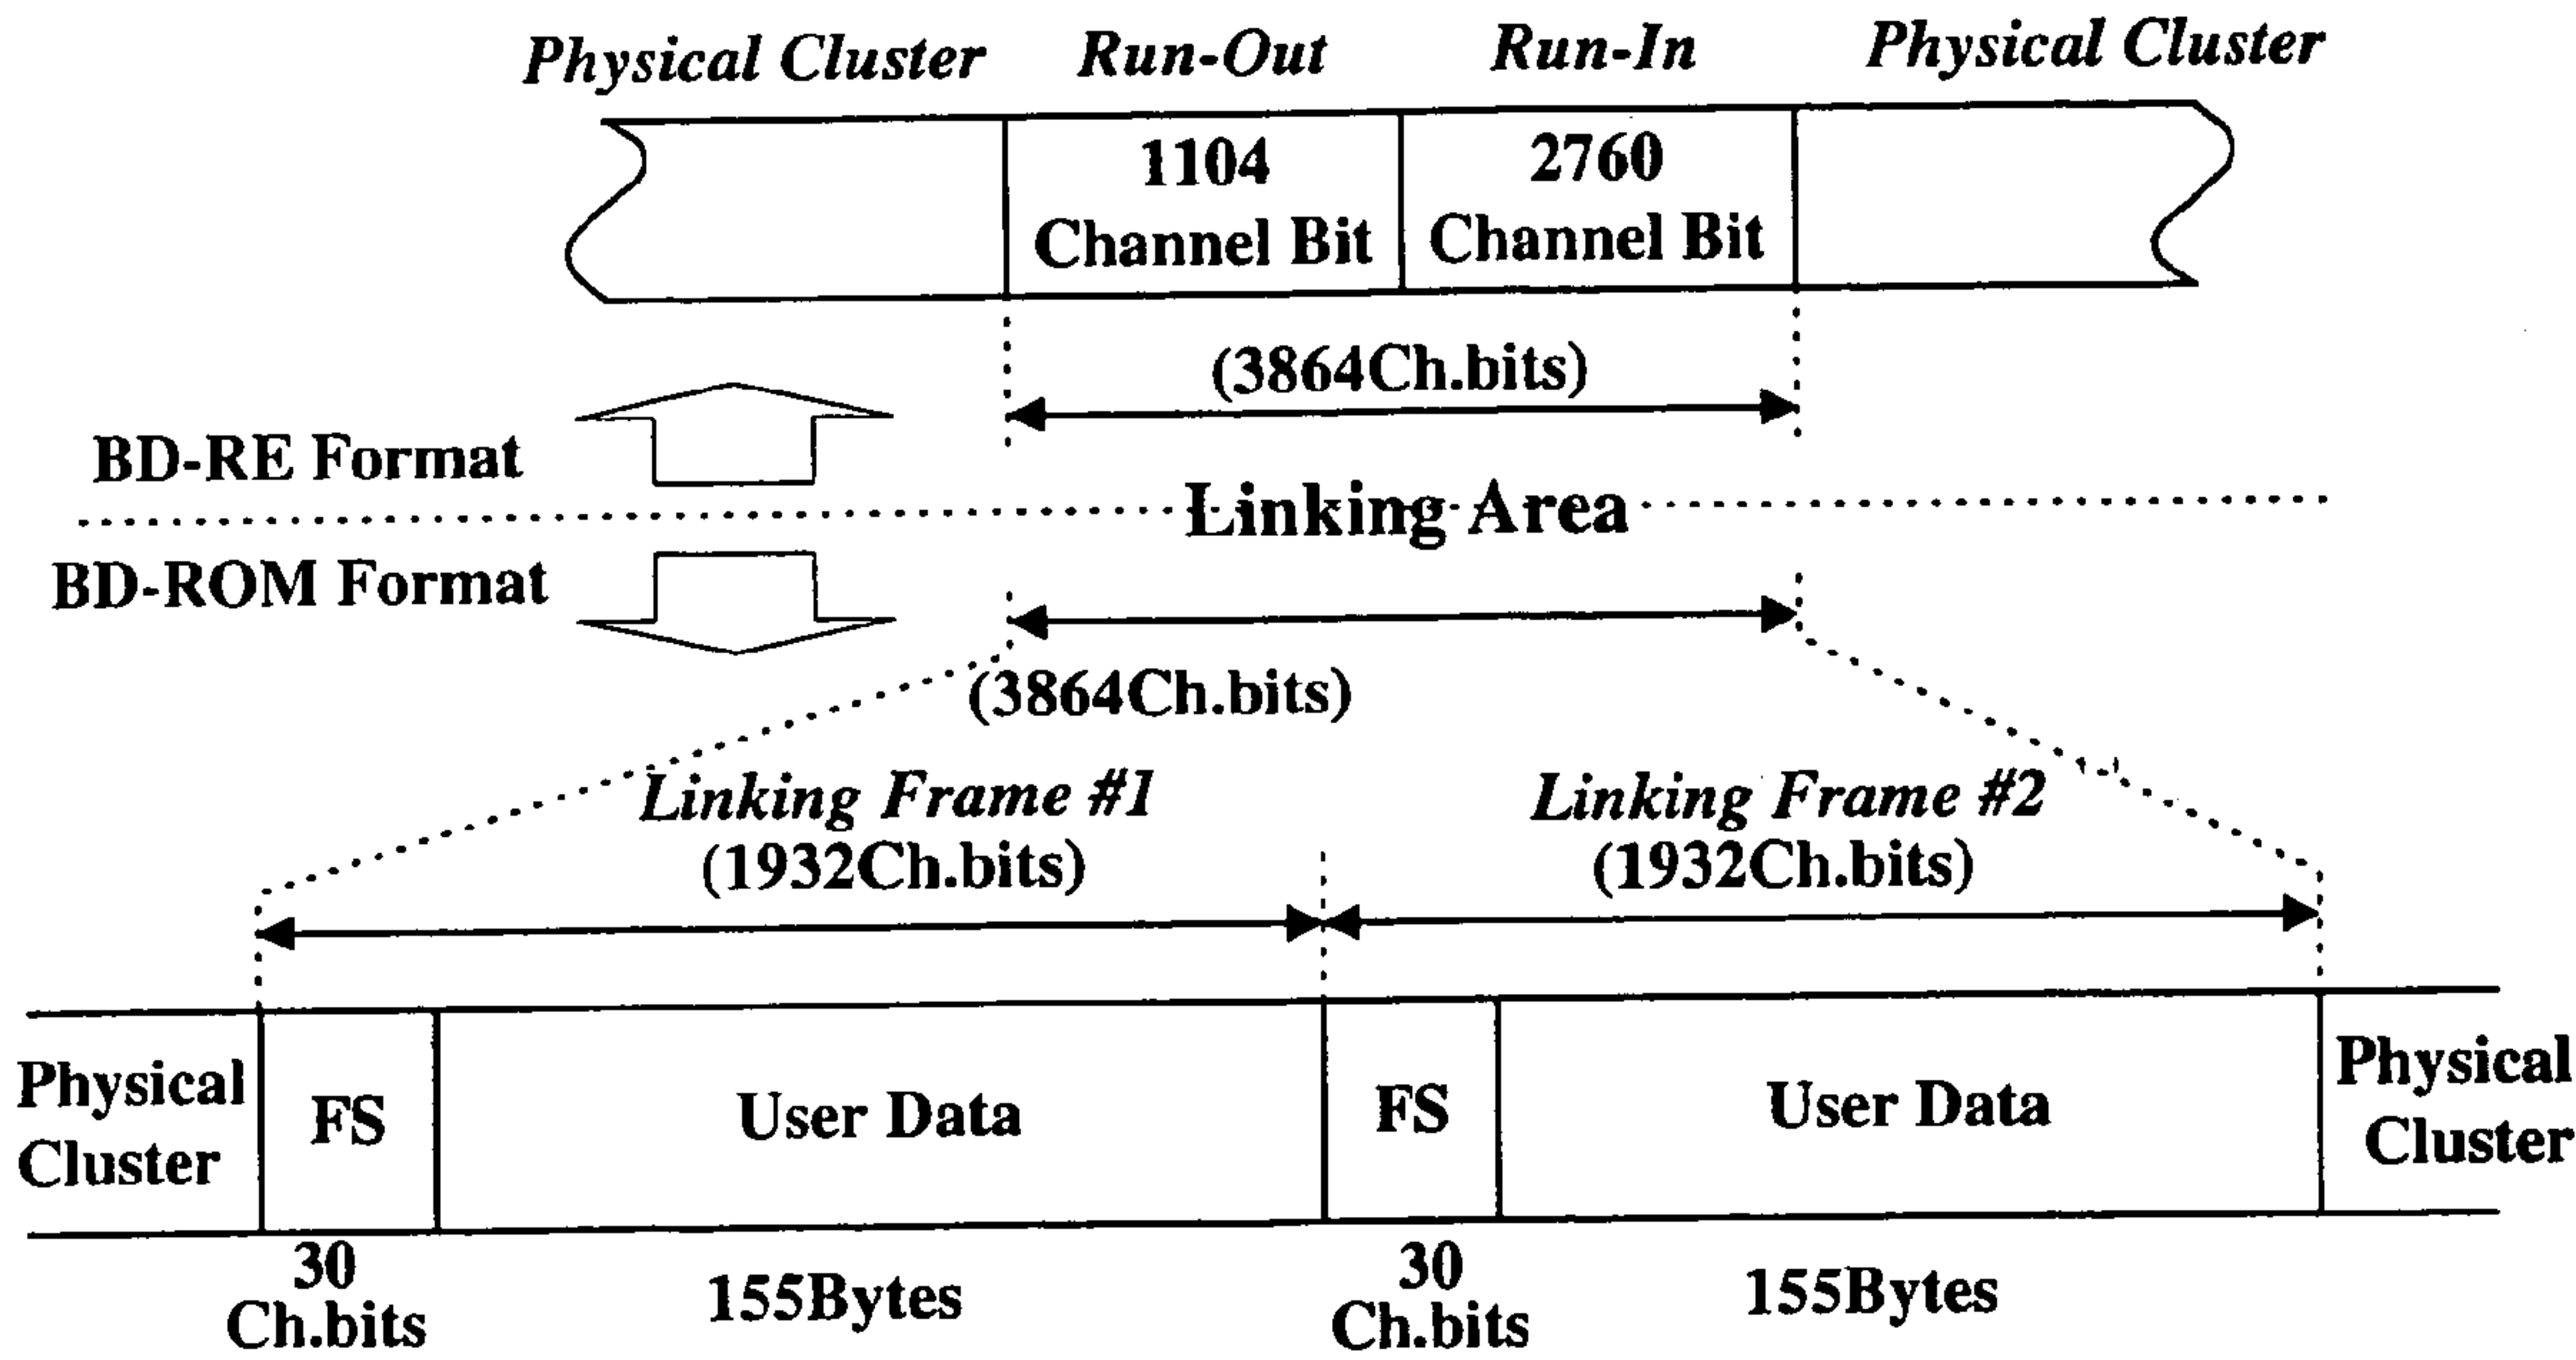 Physical Cluster Run-Out Run-In Physical Cluster
1104 2760
Channel Bit Channel Bit
(3864Ch.bits)
BD-RE Format
Linking Area
BD-ROM Format
(3864Ch.bits)
Linking Frame #1 Linking Frame #2
(1932Ch.bits) (1932Ch.bits)
Physical Cluster
FS
User Data
FS
User Data
Physical Cluster
30 Ch.bits
155Bytes
30 Ch.bits
155Bytes